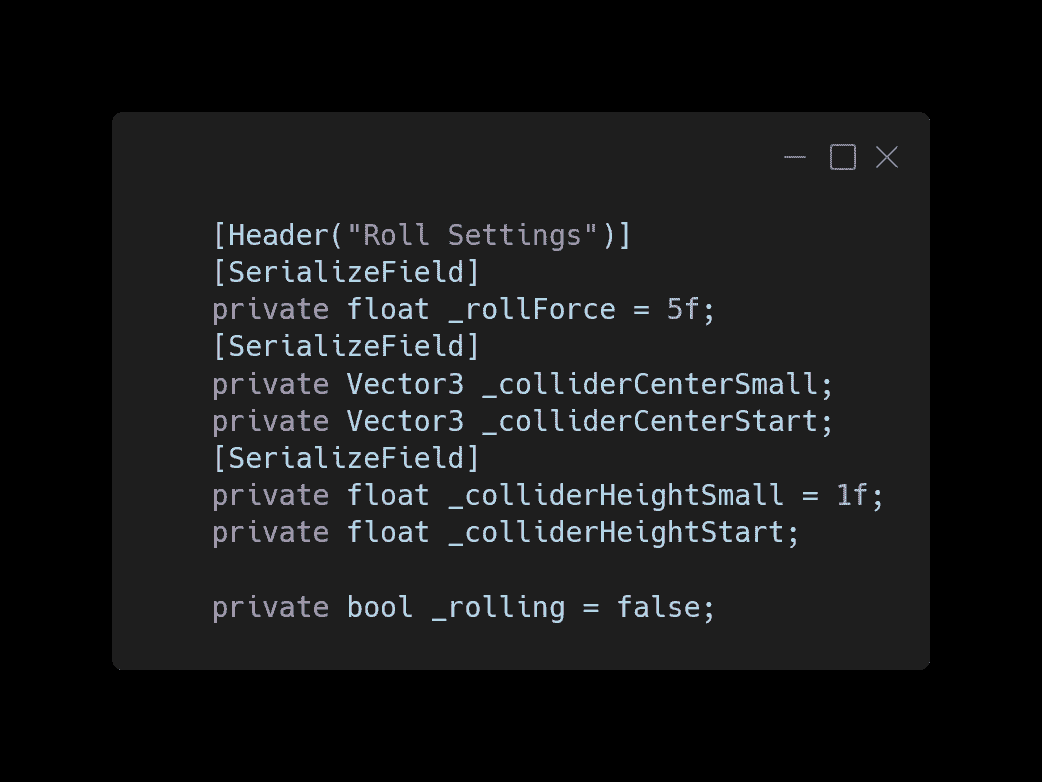 [Header("Roll Settings")]
[SerializeField]
private float _rollForce = 5f;
[SerializeField]
private Vector3 _colliderCenterSmall;
private Vector3 _colliderCenterStart;
[SerializeField]
private float _colliderHeightSmall = 1f;
private float _colliderHeightStart;
private bool _rolling = false;